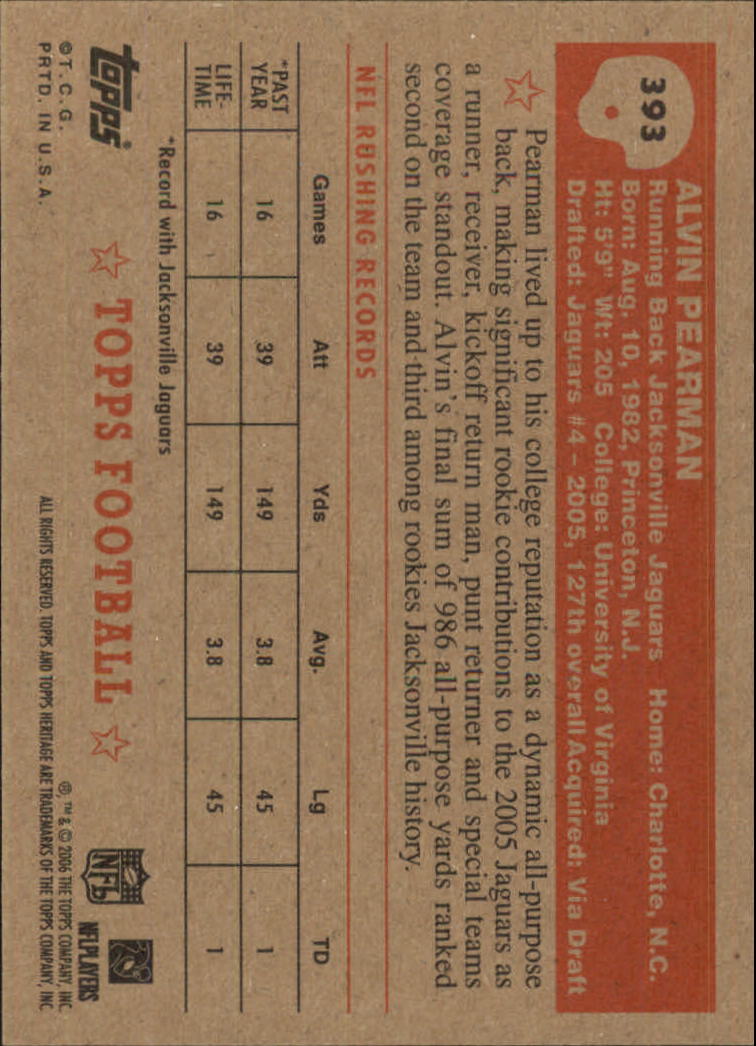 393
ALVIN PEARMAN
Running Back Jacksonville Jaguars Home: Charlotte, N.C.
Born: Aug. 10, 1982, Princeton, N.J.
Ht: 5'9" Wt: 205 College: University of Virginia
Drafted: Jaguars #4 – 2005, 127th overall Acquired: Via Draft
Pearman lived up to his college reputation as a dynamic all-purpose
back, making significant rookie contributions to the 2005 Jaguars as
a runner, receiver, kickoff return man, punt returner and special teams
coverage standout. Alvin's final sum of 986 all-purpose yards ranked
second on the team and third among rookies Jacksonville history.
NFL RUSHING RECORDS
Games Att Yds Avg. Lg TD
*PAST YEAR 16 39 149 3.8 45 1
LIFE-TIME 16 39 149 3.8 45 1
*Record with Jacksonville Jaguars
topps
TOPPS FOOTBALL
NFL
NFLPLAYERS
©T.C.G.
PRTD. IN U.S.A.
®, ™ & © 2006 THE TOPPS COMPANY, INC.
ALL RIGHTS RESERVED. TOPPS AND TOPPS HERITAGE ARE TRADEMARKS OF THE TOPPS COMPANY, INC